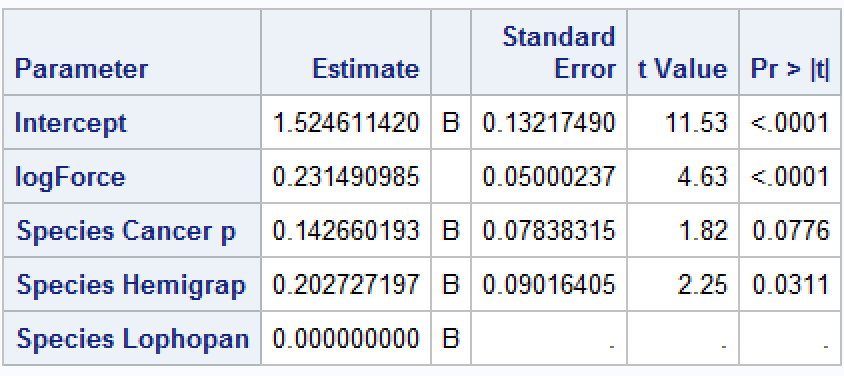 Parameter Estimate Standard Error t Value Pr > |t|
Intercept 1.524611420 B 0.13217490 11.53 <.0001
logForce 0.231490985 0.05000237 4.63 <.0001
Species Cancer p 0.142660193 B 0.07838315 1.82 0.0776
Species Hemigrap 0.202727197 B 0.09016405 2.25 0.0311
Species Lophopan 0.000000000 B . . .